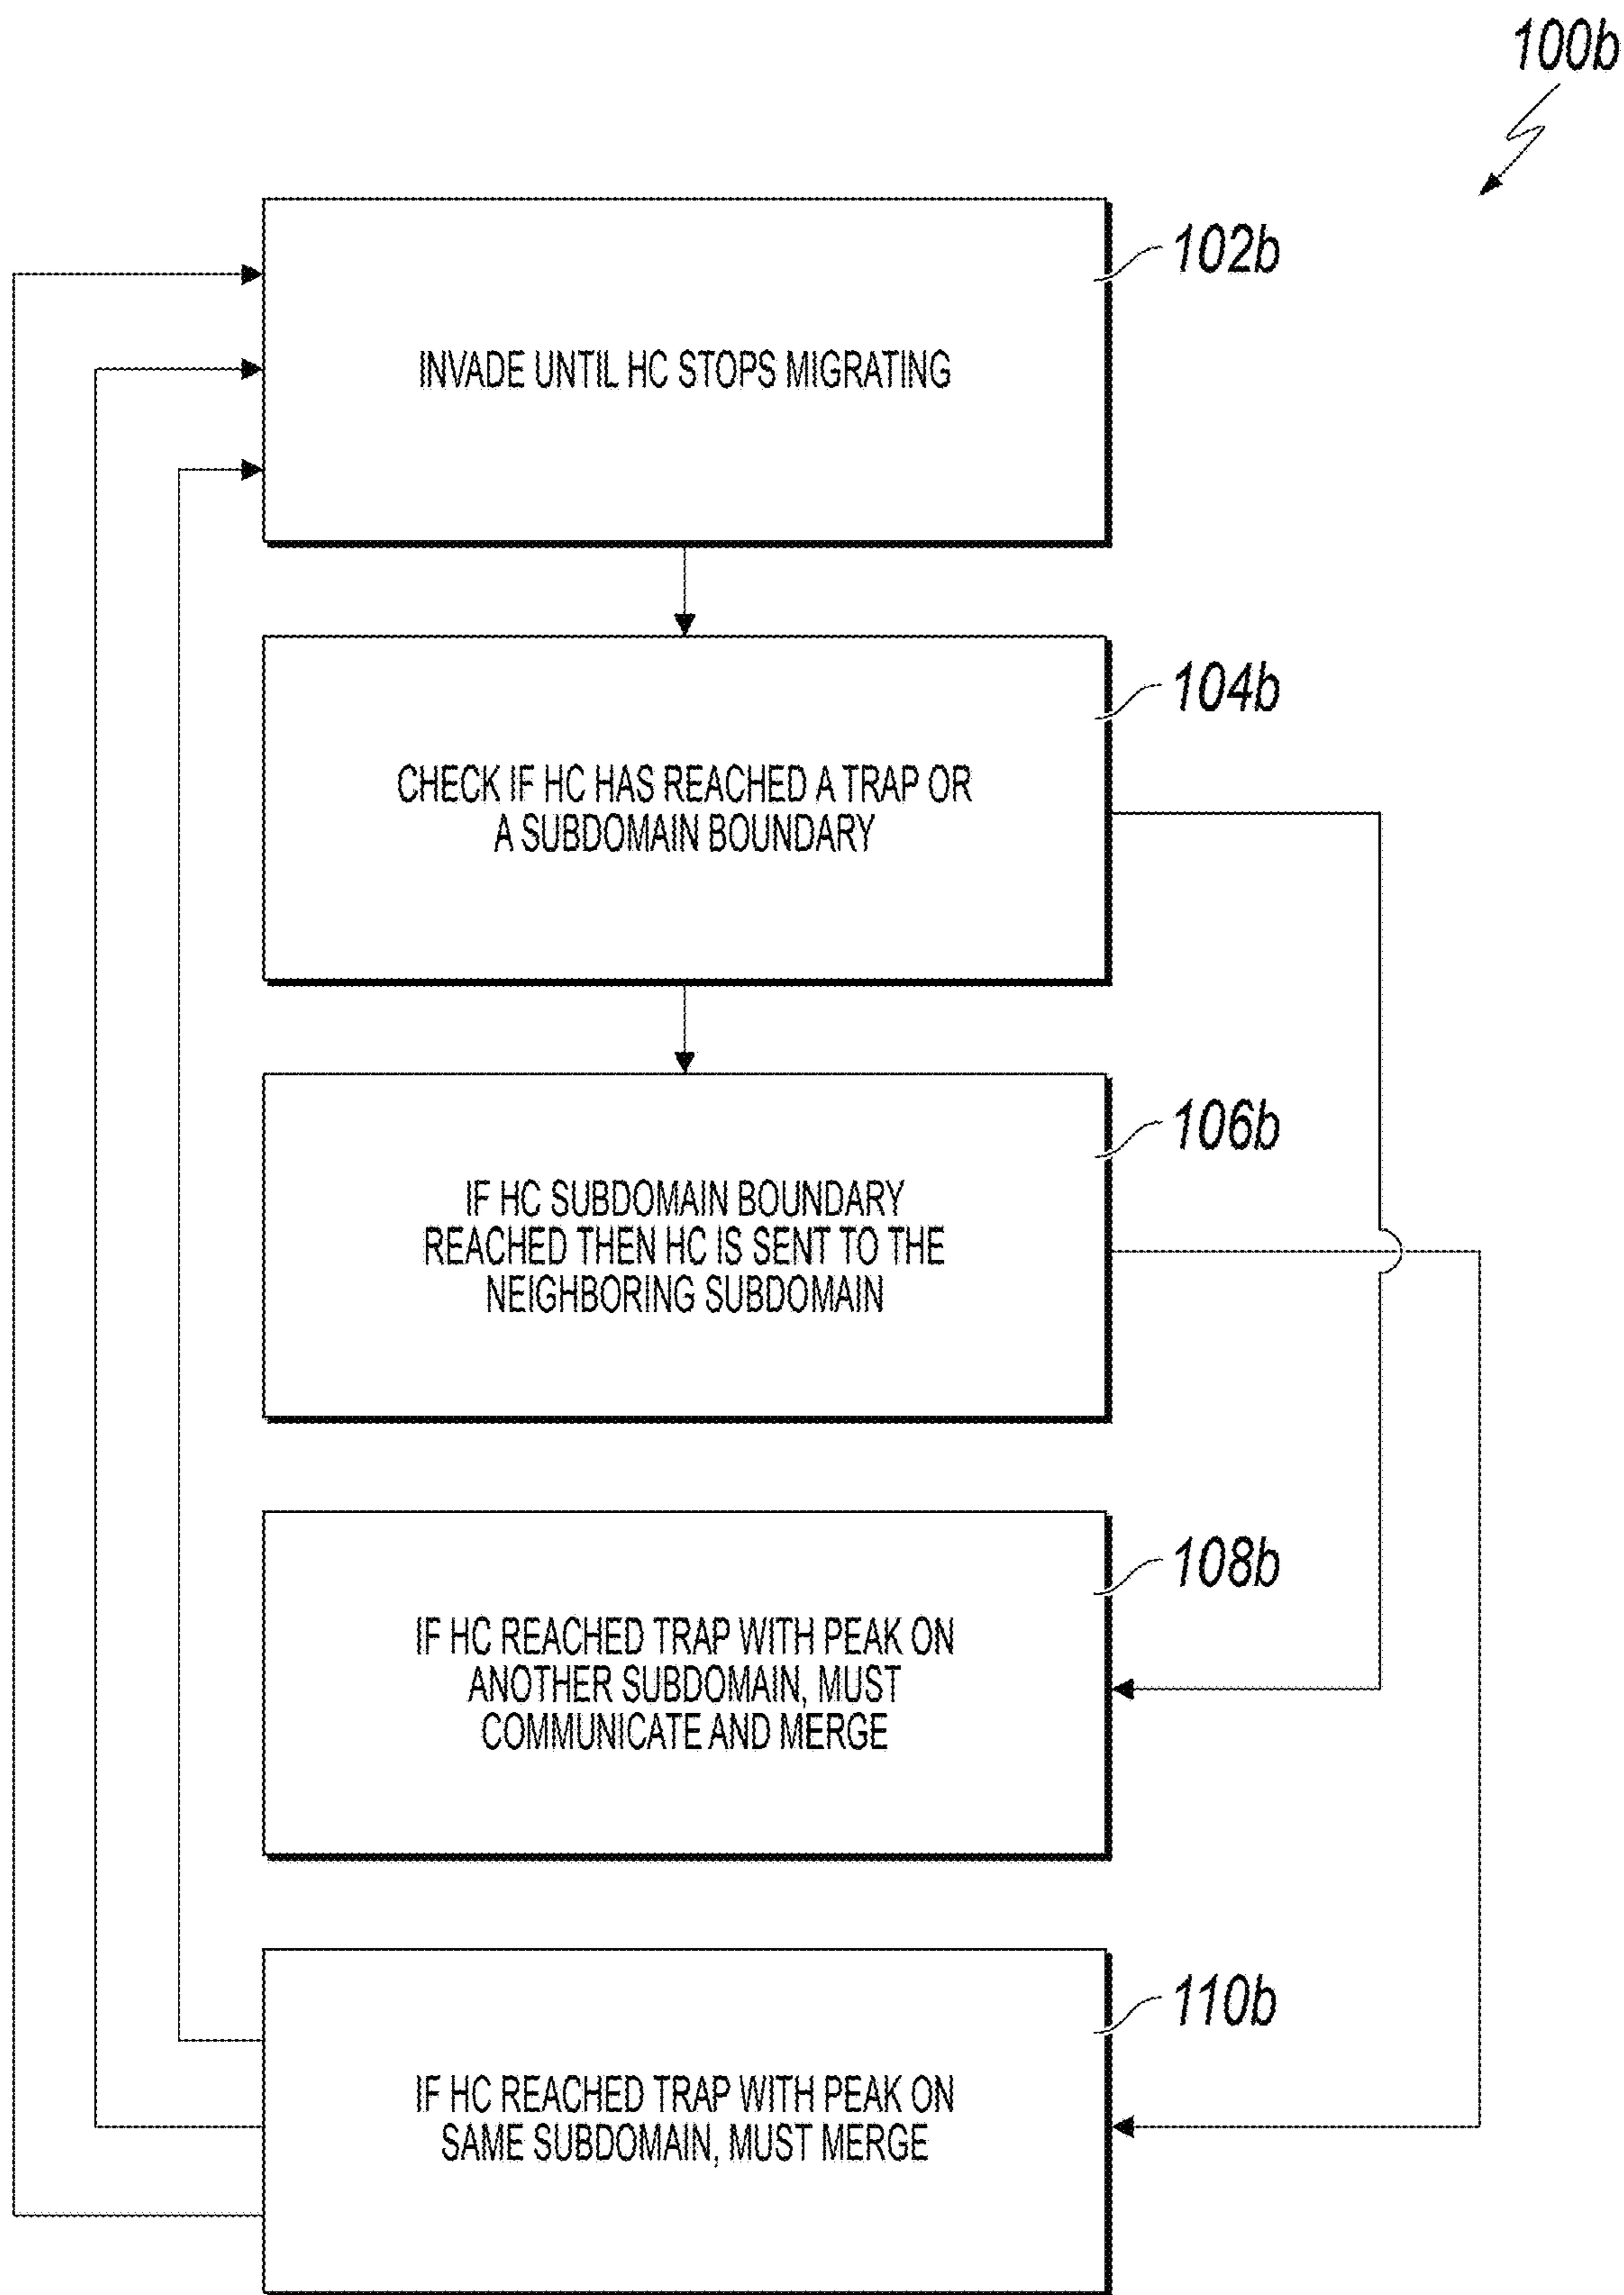 100b
102b
INVADE UNTIL HC STOPS MIGRATING
104b
CHECK IF HC HAS REACHED A TRAP OR
A SUBDOMAIN BOUNDARY
106b
IF HC SUBDOMAIN BOUNDARY
REACHED THEN HC IS SENT TO THE
NEIGHBORING SUBDOMAIN
108b
IF HC REACHED TRAP WITH PEAK ON
ANOTHER SUBDOMAIN, MUST
COMMUNICATE AND MERGE
110b
IF HC REACHED TRAP WITH PEAK ON
SAME SUBDOMAIN, MUST MERGE